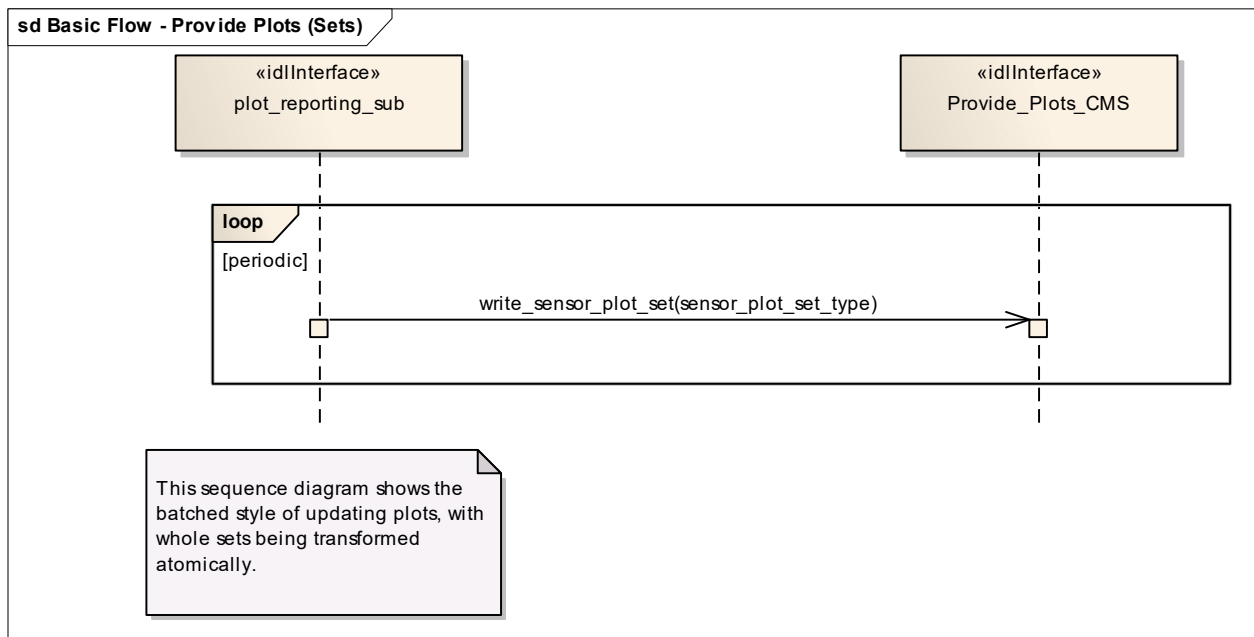 sd Basic Flow - Provide Plots (Sets)
«idlInterface»
plot_reporting_sub
«idlInterface»
Provide_Plots_CMS
loop
[periodic]
write_sensor_plot_set(sensor_plot_set_type)
This sequence diagram shows the
batched style of updating plots, with
whole sets being transformed
atomically.